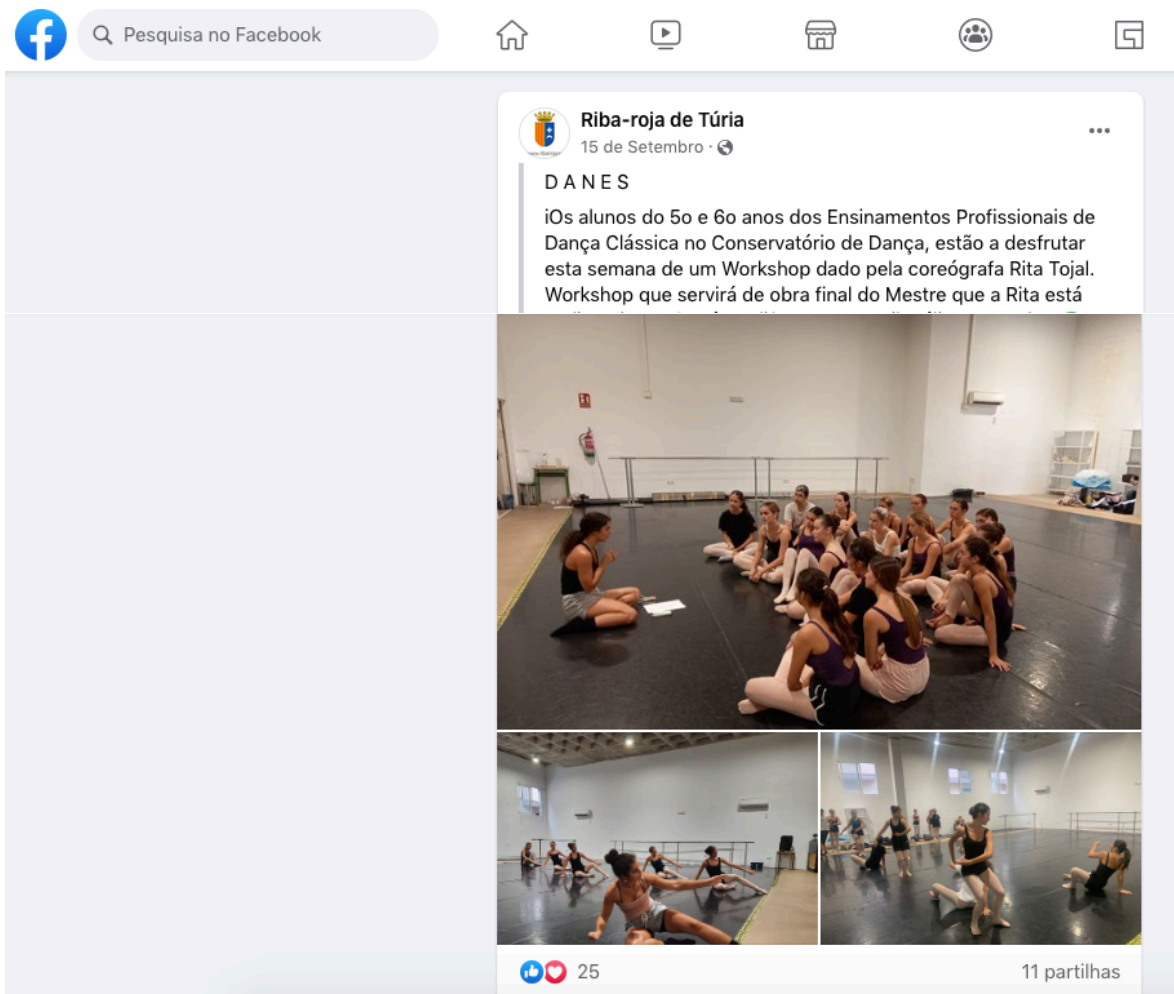 Pesquisa no Facebook
Riba-roja de Túria
15 de Setembro ·
D A N E S
iOs alunos do 5o e 6o anos dos Ensinamentos Profissionais de
Dança Clássica no Conservatório de Dança, estão a desfrutar
esta semana de um Workshop dado pela coreógrafa Rita Tojal.
Workshop que servirá de obra final do Mestre que a Rita está
25
11 partilhas